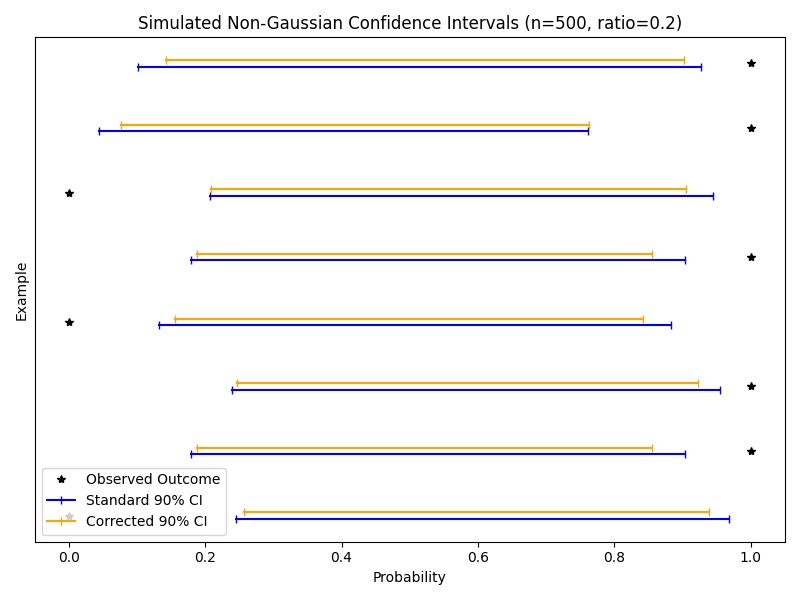 Simulated Non-Gaussian Confidence Intervals (n=500, ratio=0.2)
Example
Observed Outcome
Standard 90% CI
Corrected 90% CI
0.0 0.2 0.4 0.6 0.8 1.0
Probability